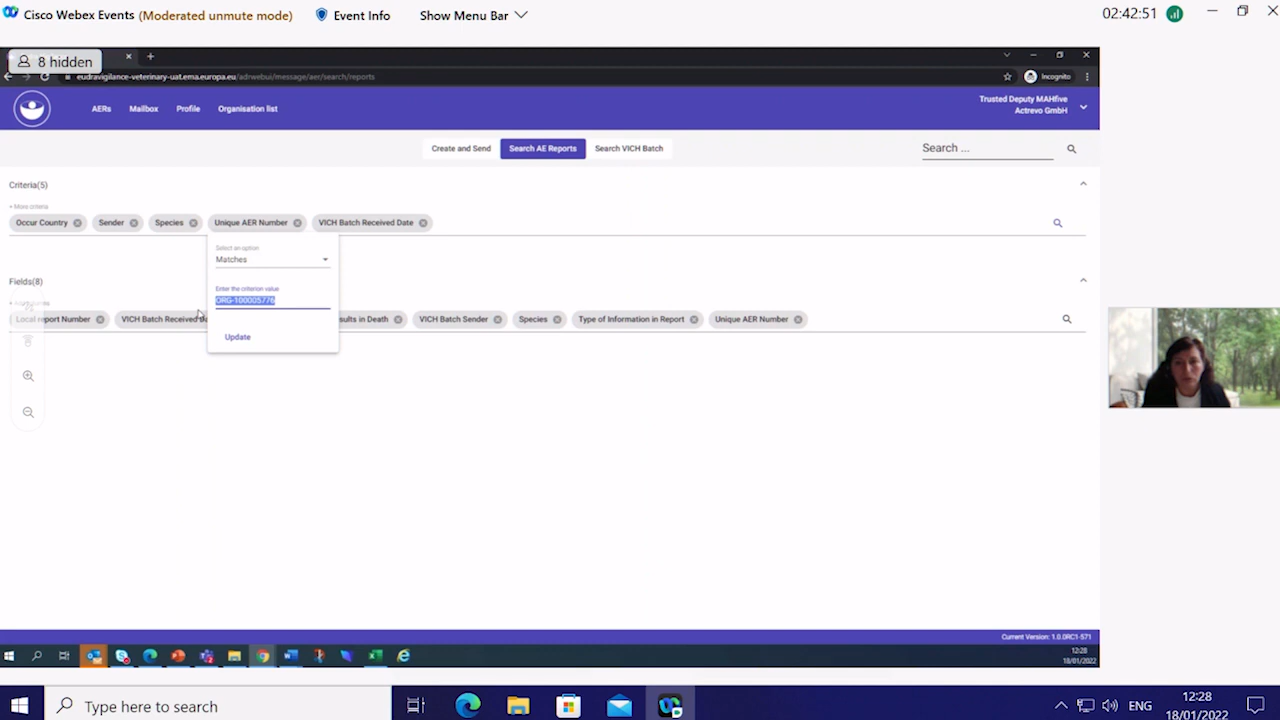 Cisco Webex Events (Moderated unmute mode) Event Info Show Menu Bar 02:42:51
8 hidden
eudravigilance-veterinary-uat.ema.europa.eu/adrwebui/message/aer/search/reports Incognito
AERs Mailbox Profile Organisation list Trusted Deputy MAHfive
Actrevo GmbH
Create and Send Search AE Reports Search VICH Batch Search ...
Criteria(5)
+ More criteria
Occur Country Sender Species Unique AER Number VICH Batch Received Date
Select an option
Matches
Fields(8)
Enter the criterion value
ORG-100005776
Local report Number VICH Batch Received in Death VICH Batch Sender Species Type of Information in Report Unique AER Number
Update
Current Version: 1.0.0RC1-571
12:28
18/01/2022
Type here to search ENG 12:28
18/01/2022